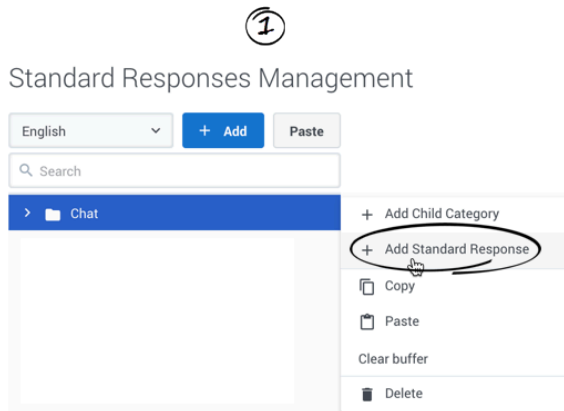 1
Standard Responses Management
English
+ Add
Paste
Search
Chat
+ Add Child Category
+ Add Standard Response
Copy
Paste
Clear buffer
Delete